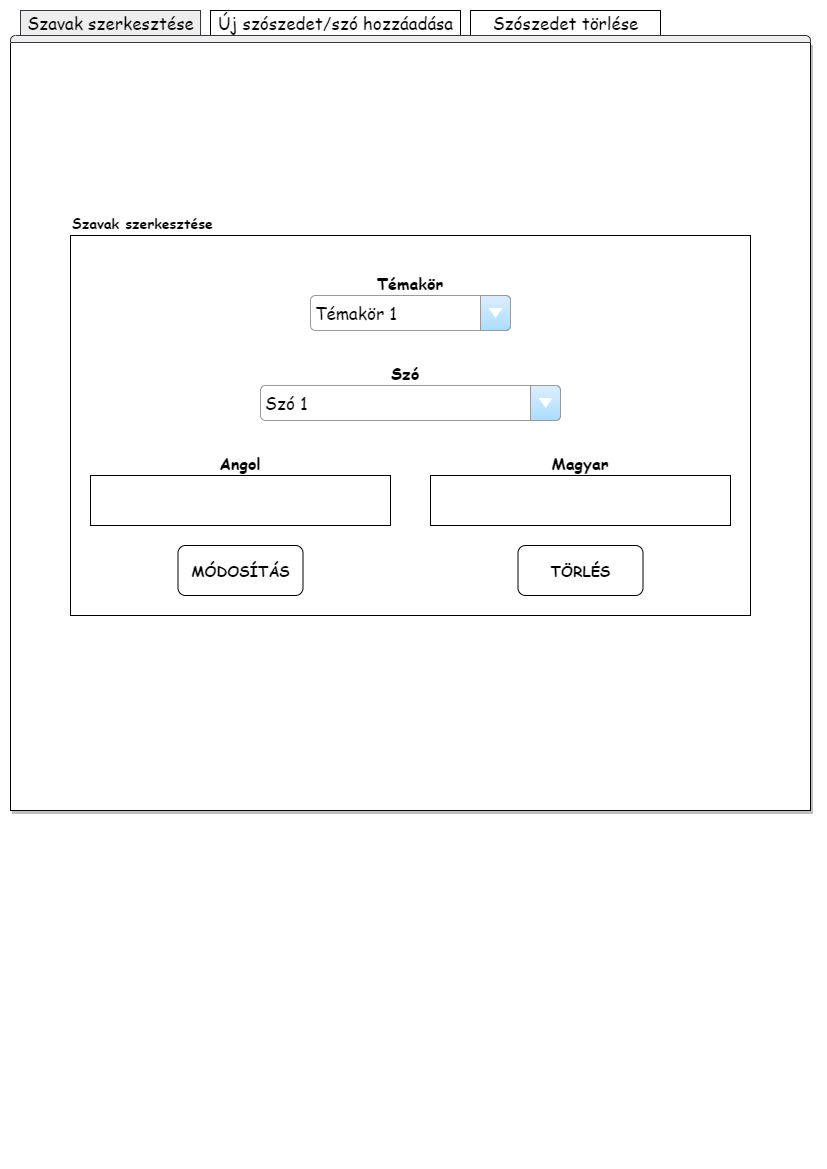 Szavak szerkesztése
Új szószedet/szó hozzáadása
Szószedet törlése
Szavak szerkesztése
Témakör
Témakör 1
Szó
Szó 1
Angol
Magyar
MÓDOSÍTÁS
TÖRLÉS